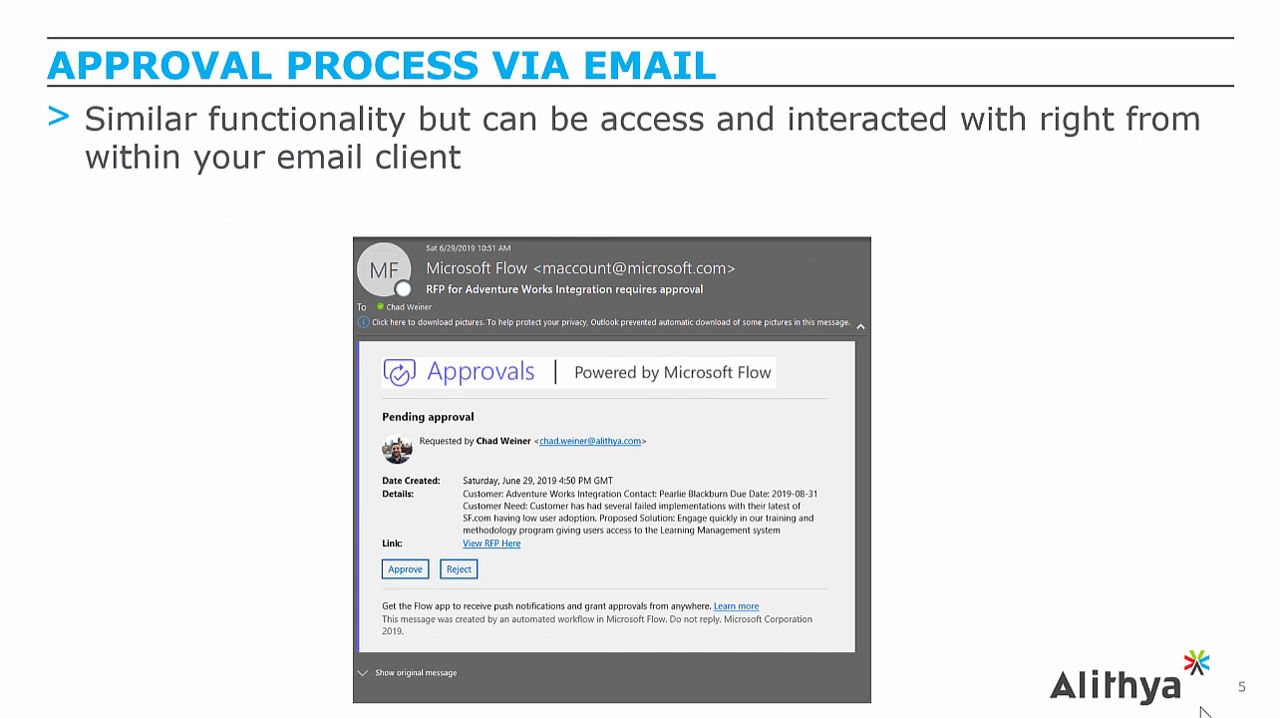 APPROVAL PROCESS VIA EMAIL
> Similar functionality but can be access and interacted with right from
within your email client
Sat 6/29/2019 10:51 AM
MF
Microsoft Flow <maccount@microsoft.com>
RFP for Adventure Works Integration requires approval
To Chad Weiner
Click here to download pictures. To help protect your privacy, Outlook prevented automatic download of some pictures in this message.
Approvals | Powered by Microsoft Flow
Pending approval
Requested by Chad Weiner <chad.weiner@alithya.com>
Date Created: Saturday, June 29, 2019 4:50 PM GMT
Details: Customer: Adventure Works Integration Contact: Pearlie Blackburn Due Date: 2019-08-31
Customer Need: Customer has had several failed implementations with their latest of
SF.com having low user adoption. Proposed Solution: Engage quickly in our training and
methodology program giving users access to the Learning Management system
Link: View RFP Here
Approve Reject
Get the Flow app to receive push notifications and grant approvals from anywhere. Learn more
This message was created by an automated workflow in Microsoft Flow. Do not reply. Microsoft Corporation
2019.
Show original message
Alithya
5